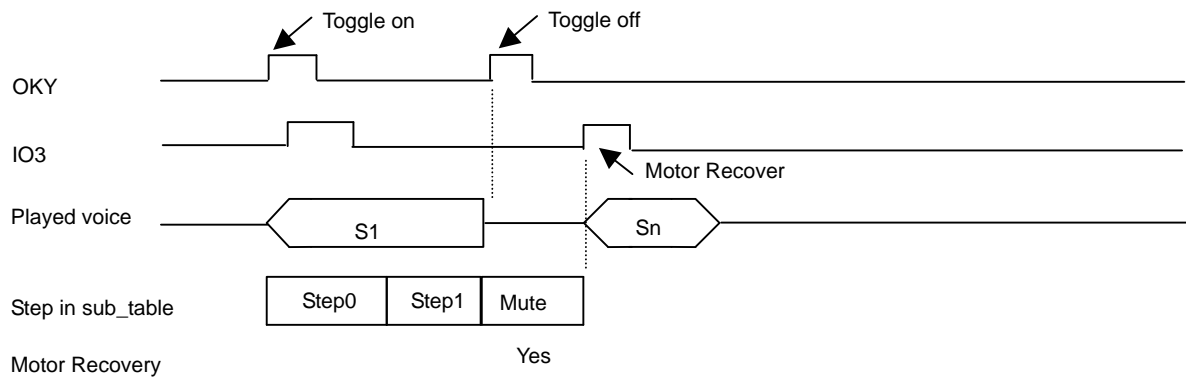 Toggle on
Toggle off
OKY
IO3
Motor Recover
Played voice
S1
Sn
Step in sub_table
Step0
Step1
Mute
Motor Recovery
Yes